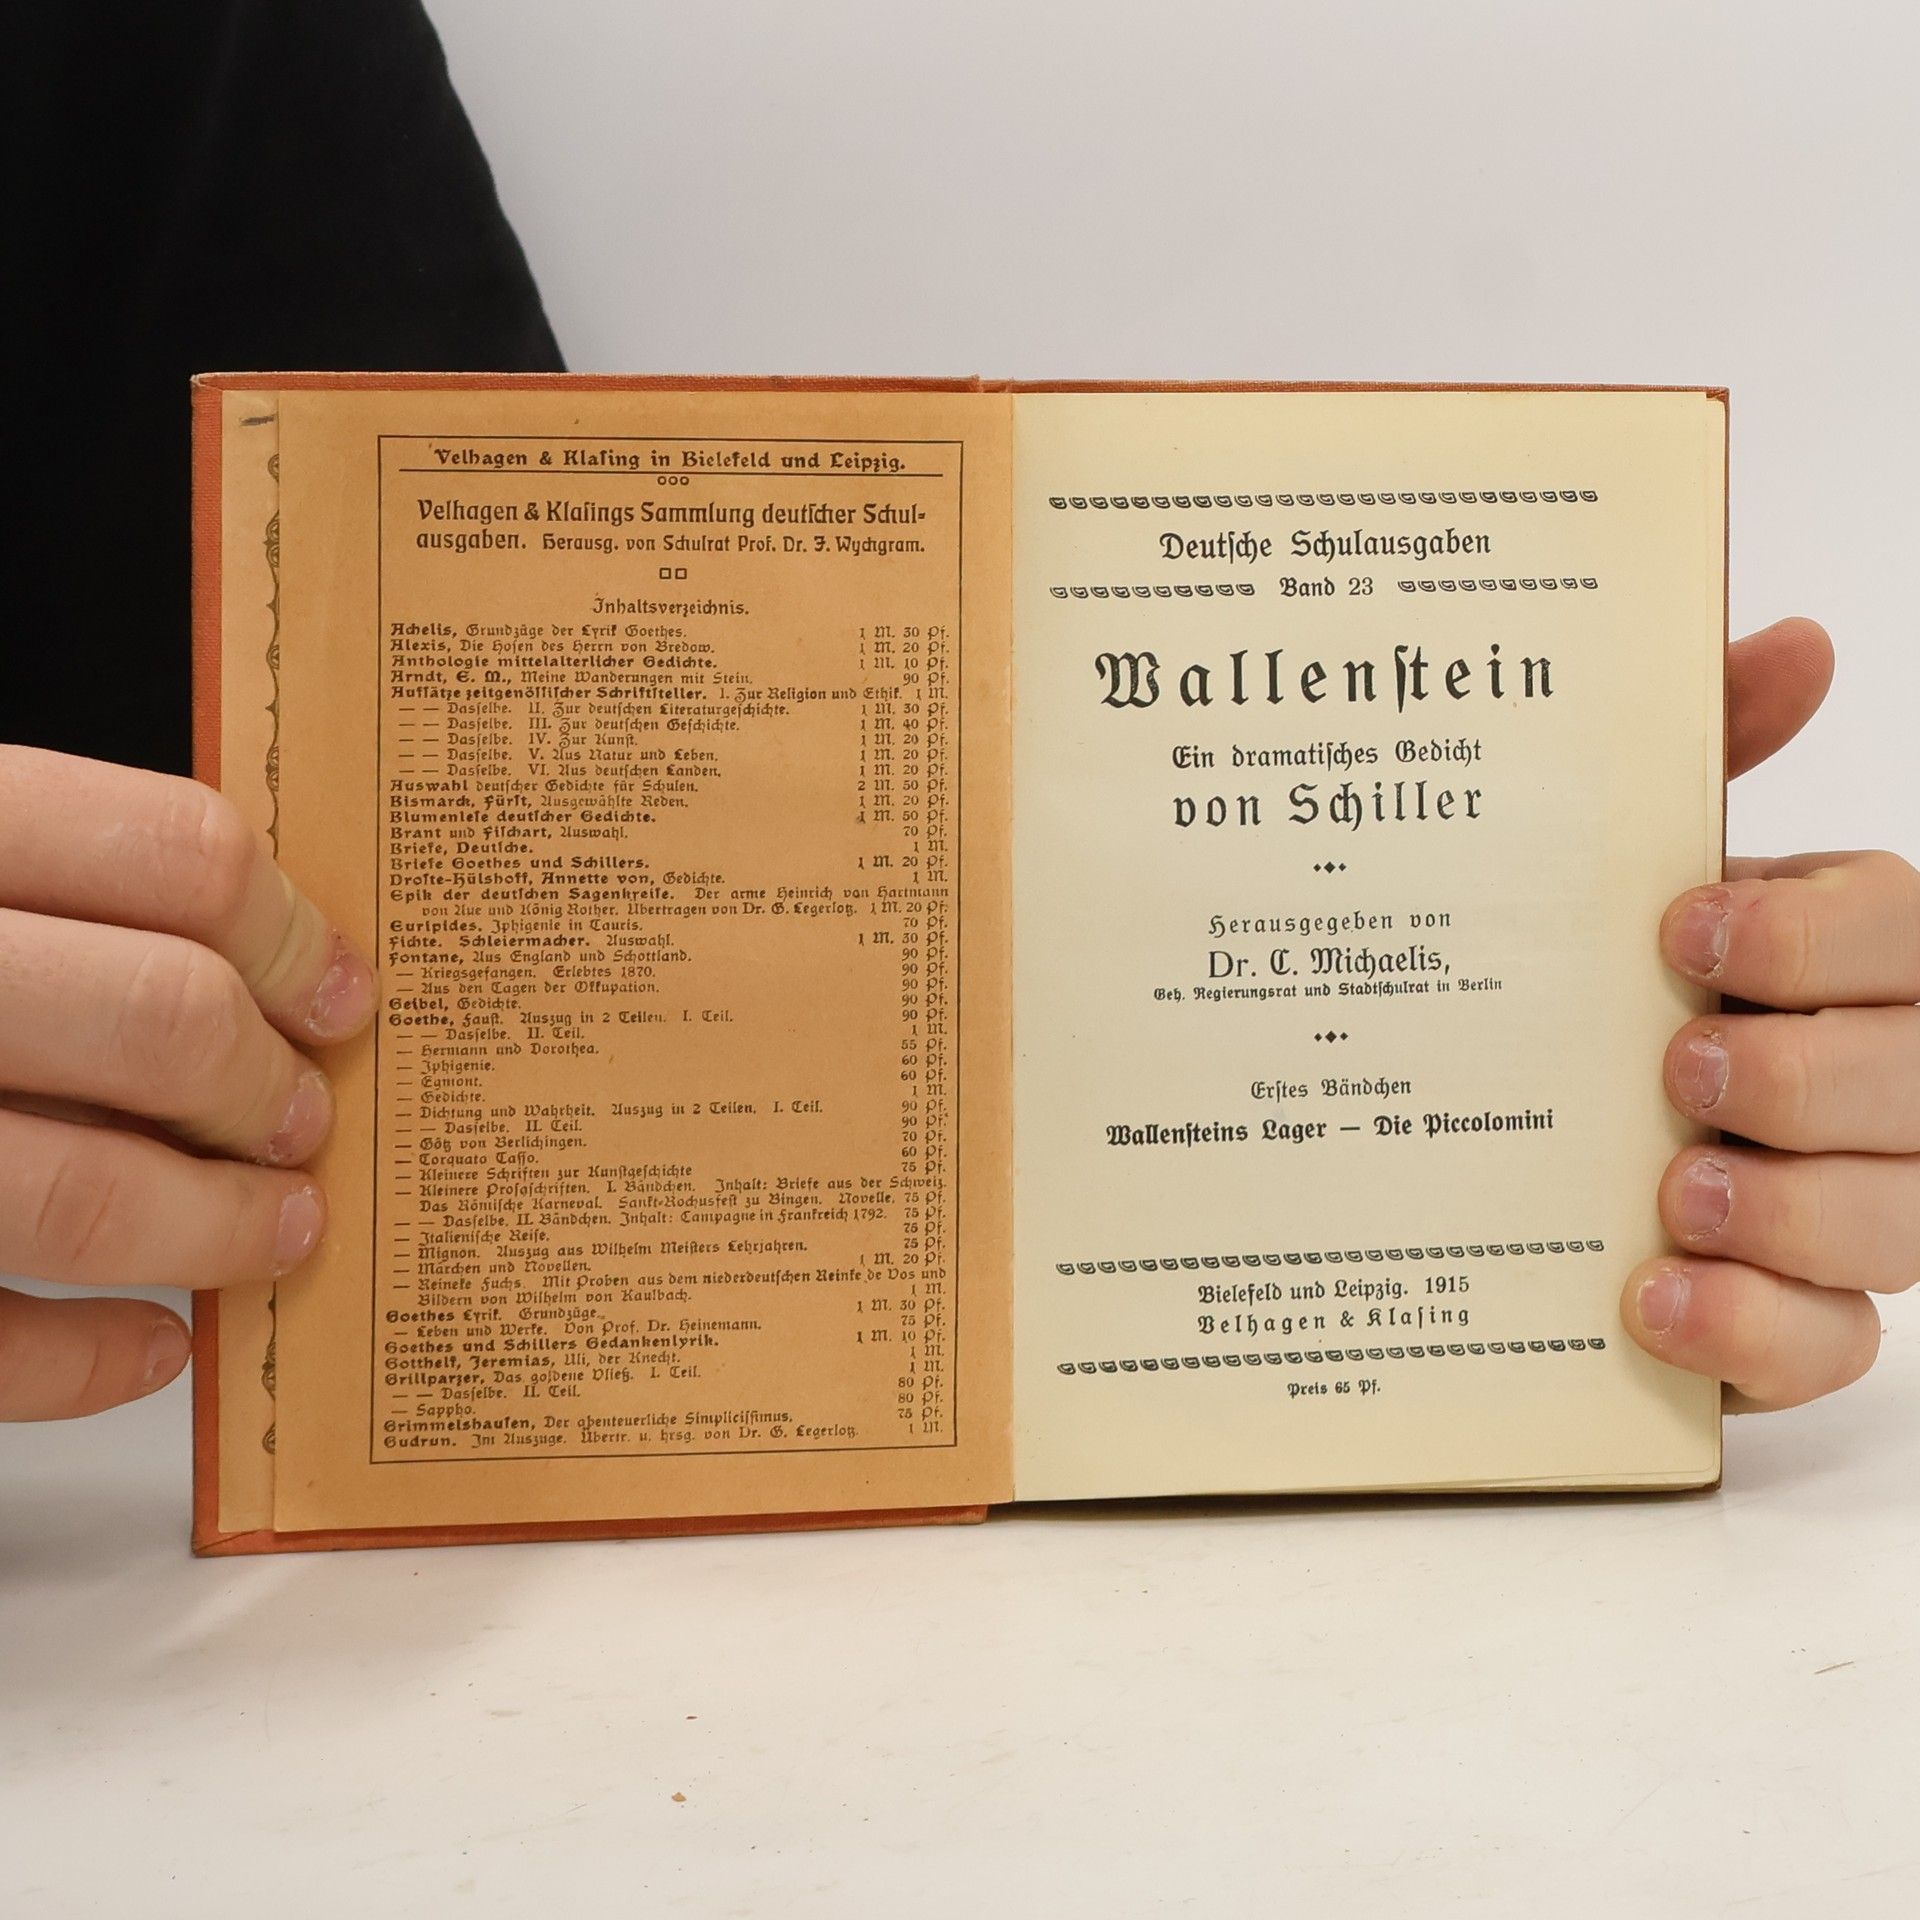 Velhagen & Klasing in Bielefeld und Leipzig.
Velhagen & Klasings Sammlung deutscher Schul-
ausgaben. Herausg. von Schulrat Prof. Dr. J. Wychgram.
Inhaltsverzeichnis.
Achelis, Grundzüge der Lyrik Goethes. 1 M. 30 Pf.
Alexis, Die Hosen des Herrn von Bredow. 1 M. 20 Pf.
Anthologie mittelalterlicher Gedichte. 1 M. 10 Pf.
Arndt, E. M., Meine Wanderungen mit Stein. 90 Pf.
Aufsätze zeitgenössischer Schriftsteller. I. Zur Religion und Ethik. 1 M.
— — Dasselbe. II. Zur deutschen Literaturgeschichte. 1 M. 30 Pf.
— — Dasselbe. III. Zur deutschen Geschichte. 1 M. 40 Pf.
— — Dasselbe. IV. Zur Kunst. 1 M. 20 Pf.
— — Dasselbe. V. Aus Natur und Leben. 1 M. 20 Pf.
— — Dasselbe. VI. Aus deutschen Landen. 1 M. 20 Pf.
Auswahl deutscher Gedichte für Schulen. 2 M. 50 Pf.
Bismarck, Fürst, Ausgewählte Reden. 1 M. 20 Pf.
Blumenlese deutscher Gedichte. 1 M. 50 Pf.
Brant und Fischart, Auswahl. 70 Pf.
Briefe, Deutsche. 1 M.
Briefe Goethes und Schillers. 1 M. 20 Pf.
Droste-Hülshoff, Annette von, Gedichte. 1 M.
Epik der deutschen Sagenkreise. Der arme Heinrich von Hartmann
von Aue und König Rother. Übertragen von Dr. G. Legerlotz. 1 M. 20 Pf.
Euripides. Iphigenie in Tauris. 70 Pf.
Fichte. Schleiermacher. Auswahl. 1 M. 30 Pf.
Fontane, Aus England und Schottland. 90 Pf.
— Kriegsgefangen. Erlebtes 1870. 90 Pf.
— Aus den Tagen der Okkupation. 90 Pf.
Geibel, Gedichte. 90 Pf.
Goethe, Faust. Auszug in 2 Teilen. I. Teil. 90 Pf.
— — Dasselbe. II. Teil. 1 M.
— Hermann und Dorothea. 55 Pf.
— Iphigenie. 60 Pf.
— Egmont. 60 Pf.
— Gedichte. 1 M.
— Dichtung und Wahrheit. Auszug in 2 Teilen. I. Teil. 90 Pf.
— — Dasselbe. II. Teil. 90 Pf.
— Götz von Berlichingen. 70 Pf.
— Torquato Tasso. 60 Pf.
— Kleinere Schriften zur Kunstgeschichte 75 Pf.
— Kleinere Prosaschriften. I. Bändchen. Inhalt: Briefe aus der Schweiz.
Das Römische Karneval. Sankt-Rochusfest zu Bingen. Novelle. 75 Pf.
— — Dasselbe. II. Bändchen. Inhalt: Campagne in Frankreich 1792. 75 Pf.
— Italienische Reise. 75 Pf.
— Mignon. Auszug aus Wilhelm Meisters Lehrjahren. 75 Pf.
— Märchen und Novellen. 1 M. 20 Pf.
— Reineke Fuchs. Mit Proben aus dem niederdeutschen Reinke de Vos und
Bildern von Wilhelm von Kaulbach. 1 M.
Goethes Lyrik. Grundzüge. 1 M. 30 Pf.
— Leben und Werke. Von Prof. Dr. Heinemann. 75 Pf.
Goethes und Schillers Gedankenlyrik. 1 M. 10 Pf.
Gotthelf, Jeremias, Uli, der Knecht. 1 M.
Grillparzer, Das goldene Vließ. I. Teil. 1 M.
— — Dasselbe. II. Teil. 80 Pf.
— Sappho. 80 Pf.
Grimmelshausen, Der abenteuerliche Simplicissimus. 75 Pf.
Gudrun. Im Auszuge. Übertr. u. hrsg. von Dr. G. Legerlotz. 1 M.
Deutsche Schulausgaben
Band 23
Wallenstein
Ein dramatisches Gedicht
von Schiller
Herausgegeben von
Dr. C. Michaelis,
Geh. Regierungsrat und Stadtschulrat in Berlin
Erstes Bändchen
Wallensteins Lager — Die Piccolomini
Bielefeld und Leipzig. 1915
Velhagen & Klasing
Preis 65 Pf.